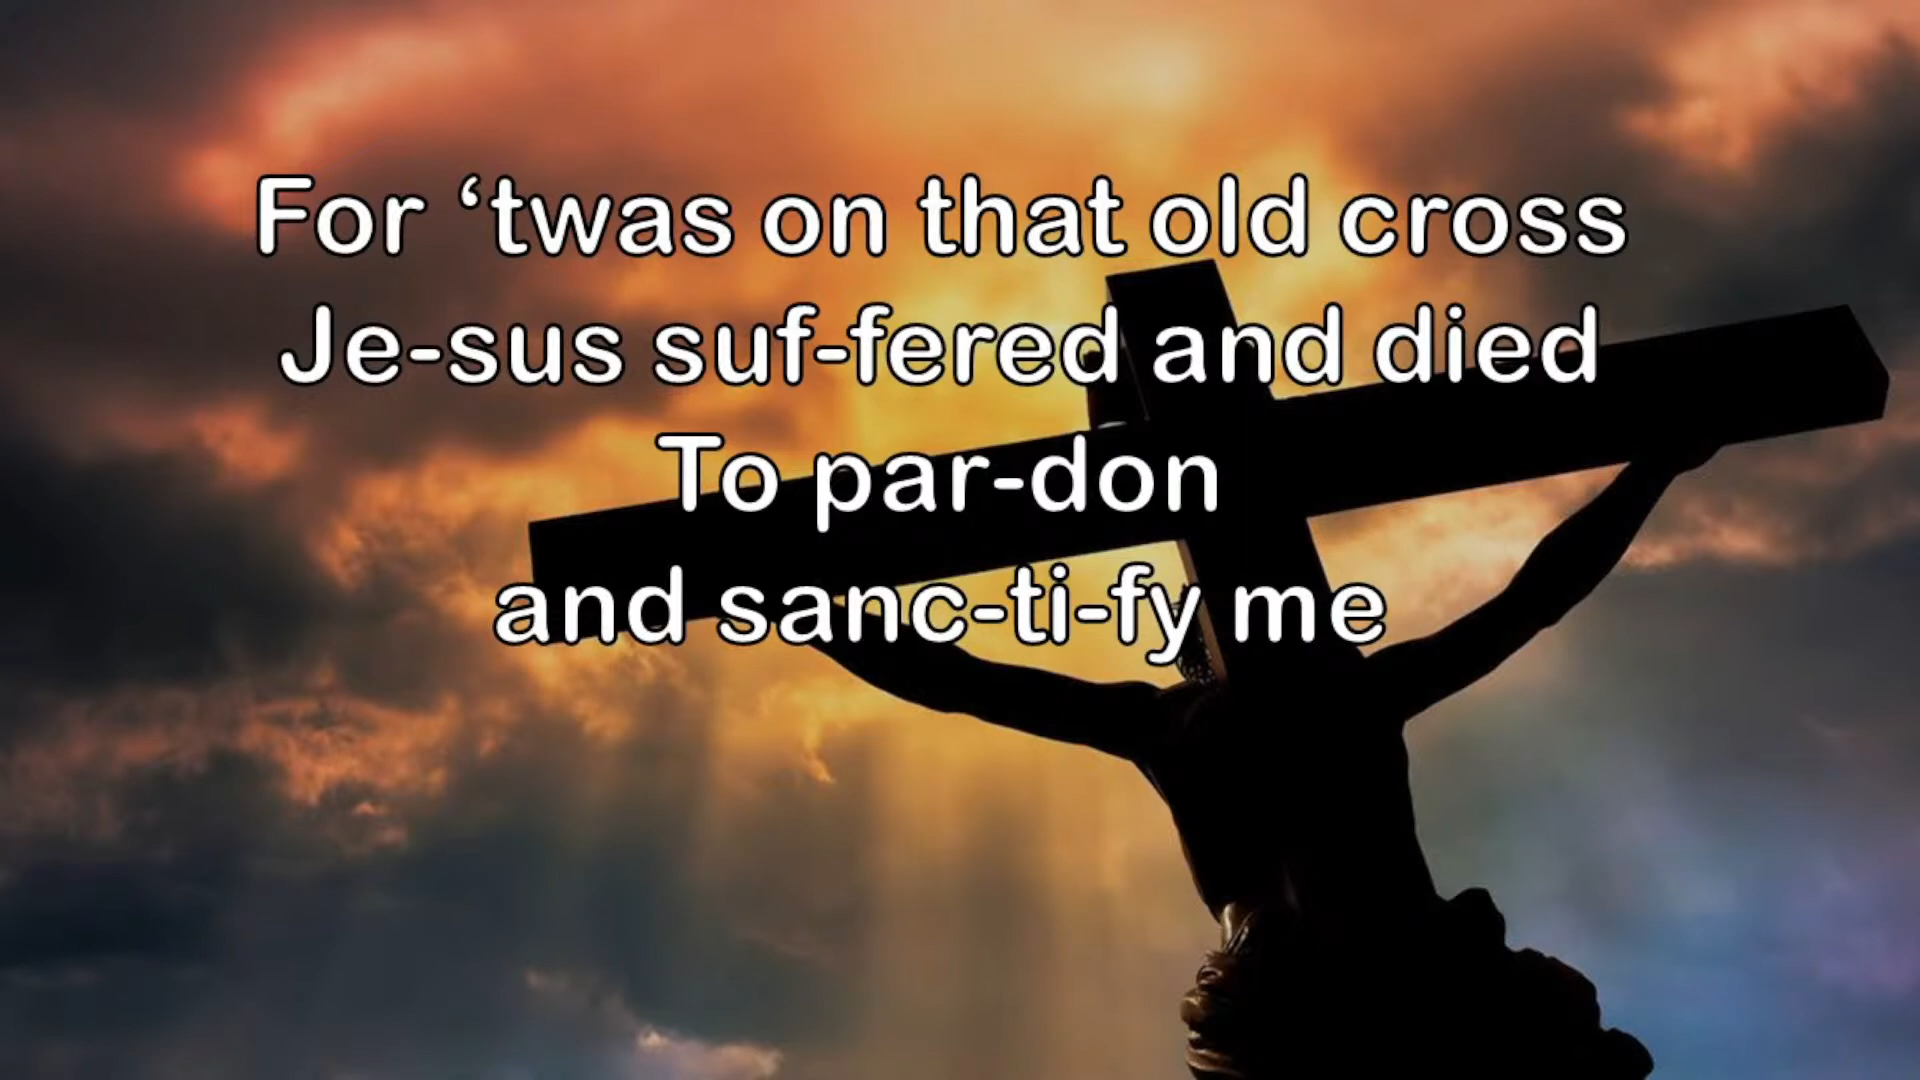 For ‘twas on that old cross
Je-sus suf-fered and died
To par-don
and sanc-ti-fy me